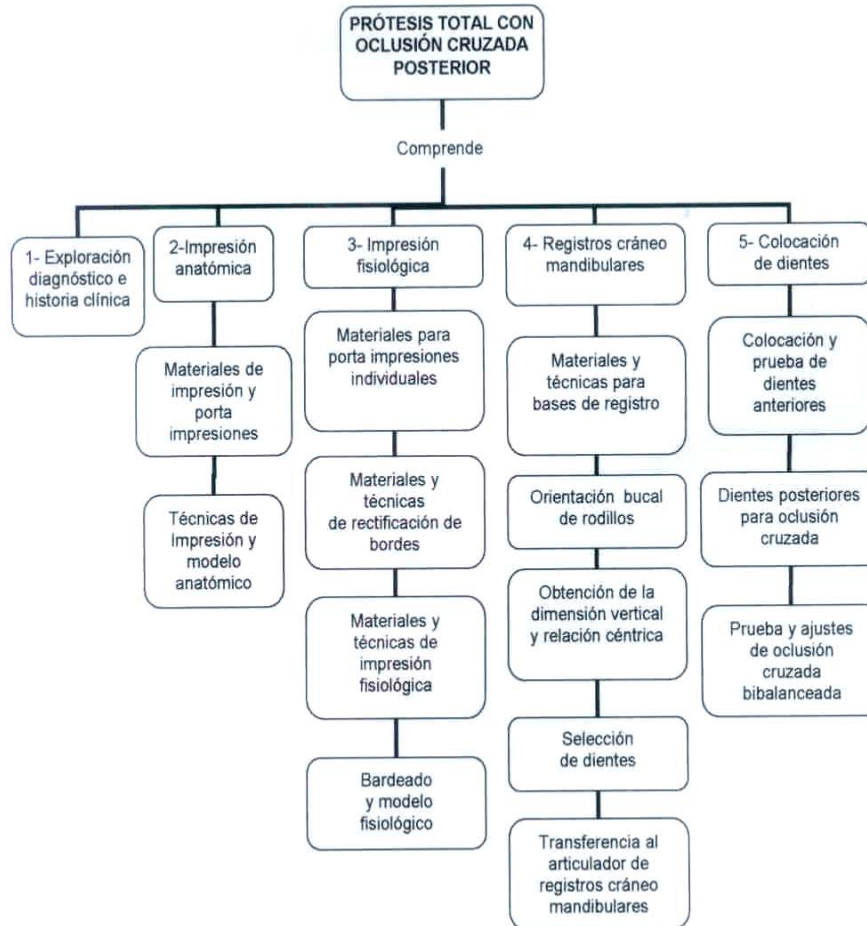 PRÓTESIS TOTAL CON
OCLUSIÓN CRUZADA
POSTERIOR
Comprende
1- Exploración
diagnóstico e
historia clínica
2-Impresión
anatómica
Materiales de
impresión y
porta
impresiones
Técnicas de
Impresión y
modelo
anatómico
3- Impresión
fisiológica
Materiales para
porta impresiones
individuales
Materiales y
técnicas
de rectificación de
bordes
Materiales y
técnicas de
impresión
fisiológica
Bardeado
y modelo
fisiológico
4- Registros cráneo
mandibulares
Materiales y
técnicas para
bases de registro
Orientación bucal
de rodillos
Obtención de la
dimensión vertical
y relación céntrica
Selección
de dientes
Transferencia al
articulador de
registros cráneo
mandibulares
5- Colocación
de dientes
Colocación y
prueba de
dientes
anteriores
Dientes posteriores
para oclusión
cruzada
Prueba y ajustes
de oclusión
cruzada
bibalanceada